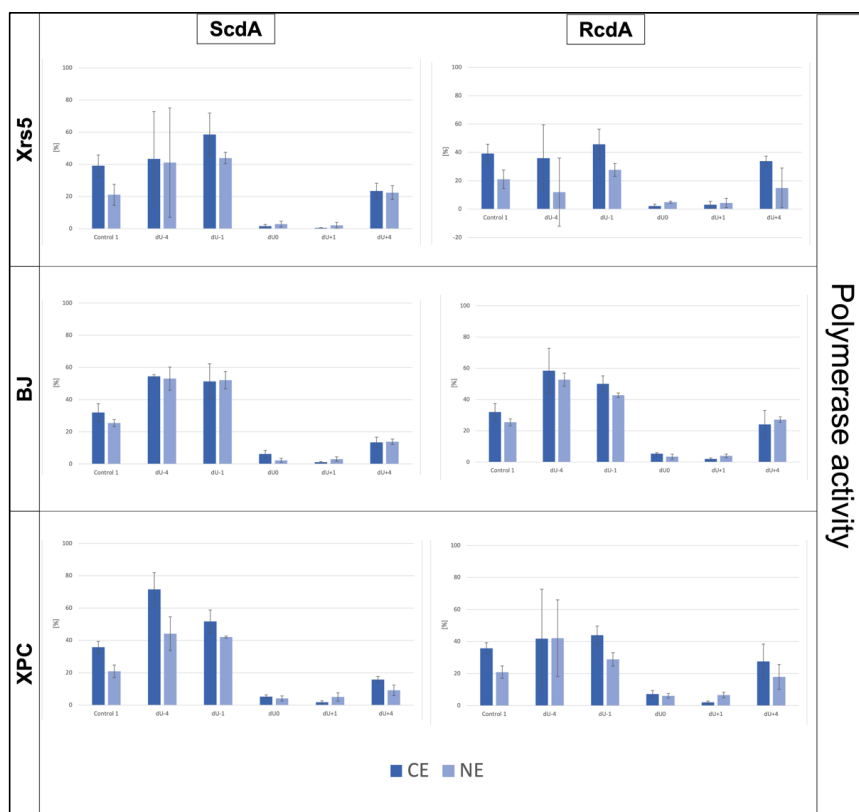 ScdA
RcdA
Xrs5
100
80
60
40
20
0
[%]
Control 1
dU-4
dU-1
dU0
dU+1
dU+4
100
80
60
40
20
0
-20
[%]
Control 1
dU-4
dU-1
dU0
dU+1
dU+4
BJ
100
80
60
40
20
0
[%]
Control 1
dU-4
dU-1
dU0
dU+1
dU+4
100
80
60
40
20
0
[%]
Control 1
dU-4
dU-1
dU0
dU+1
dU+4
XPC
100
80
60
40
20
0
[%]
Control 1
dU-4
dU-1
dU0
dU+1
dU+4
100
80
60
40
20
0
[%]
Control 1
dU-4
dU-1
dU0
dU+1
dU+4
Polymerase activity
CE NE